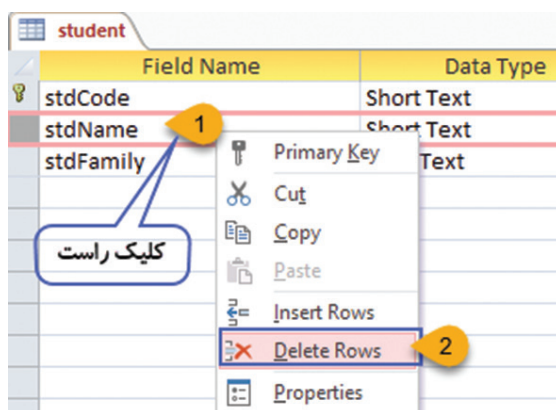 student
Field Name Data Type
stdCode Short Text
stdName 1 Short Text
stdFamily Text
Primary Key
Cut
Copy
کلیک راست
Paste
Insert Rows
Delete Rows 2
Properties